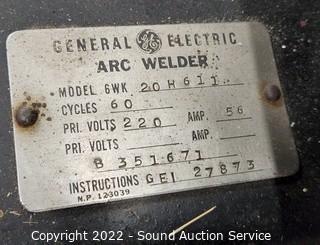 GENERAL GE ELECTRIC
ARC WELDER
MODEL 6WK 20H611
CYCLES 60
PRI. VOLTS 220 AMP. 56
PRI. VOLTS AMP.
B 351671
INSTRUCTIONS GEI 27873
N.P. 123039
Copyright 2022 - Sound Auction Service